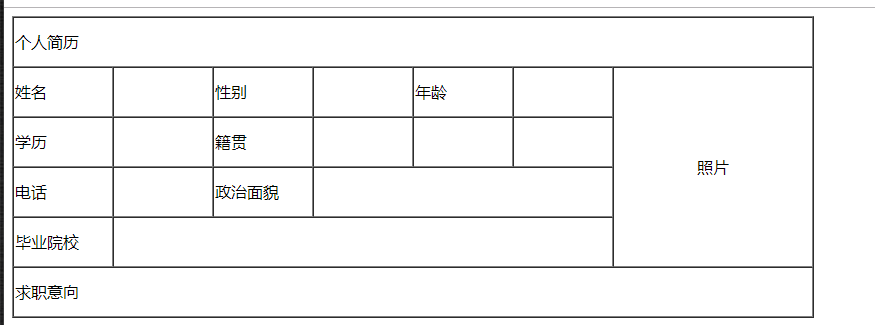 个人简历
姓名 性别 年龄
学历 籍贯
照片
电话 政治面貌
毕业院校
求职意向